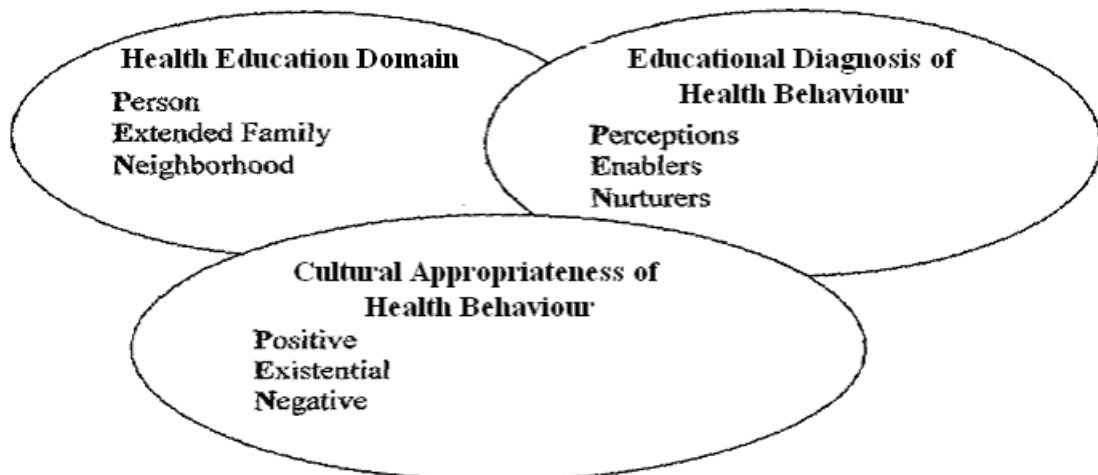 Health Education Domain
Person
Extended Family
Neighborhood
Educational Diagnosis of
Health Behaviour
Perceptions
Enablers
Nurturers
Cultural Appropriateness of
Health Behaviour
Positive
Existential
Negative